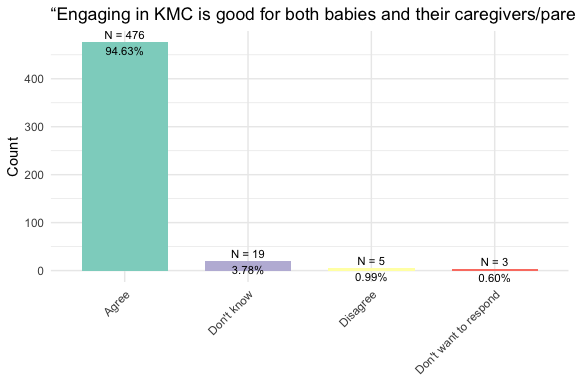 “Engaging in KMC is good for both babies and their caregivers/pare
N = 476
94.63%
400
300
200
100
0
Count
N = 19
3.78%
N = 5
0.99%
N = 3
0.60%
Agree
Don't know
Disagree
Don't want to respond